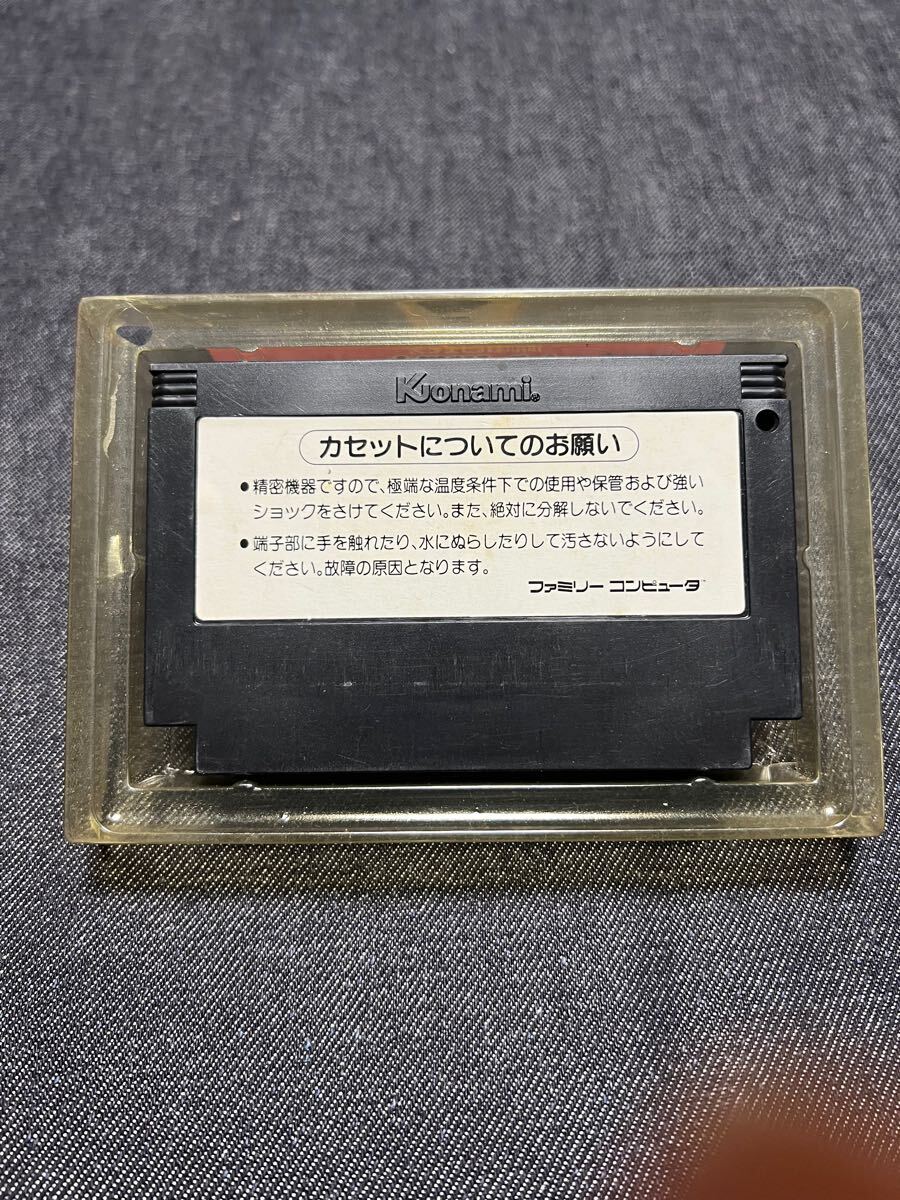 Konami®
カセットについてのお願い
●精密機器ですので、極端な温度条件下での使用や保管および強い
ショックをさけてください。また、絶対に分解しないでください。
●端子部に手を触れたり、水にぬらしたりして汚さないようにして
ください。故障の原因となります。
ファミリーコンピュータ™